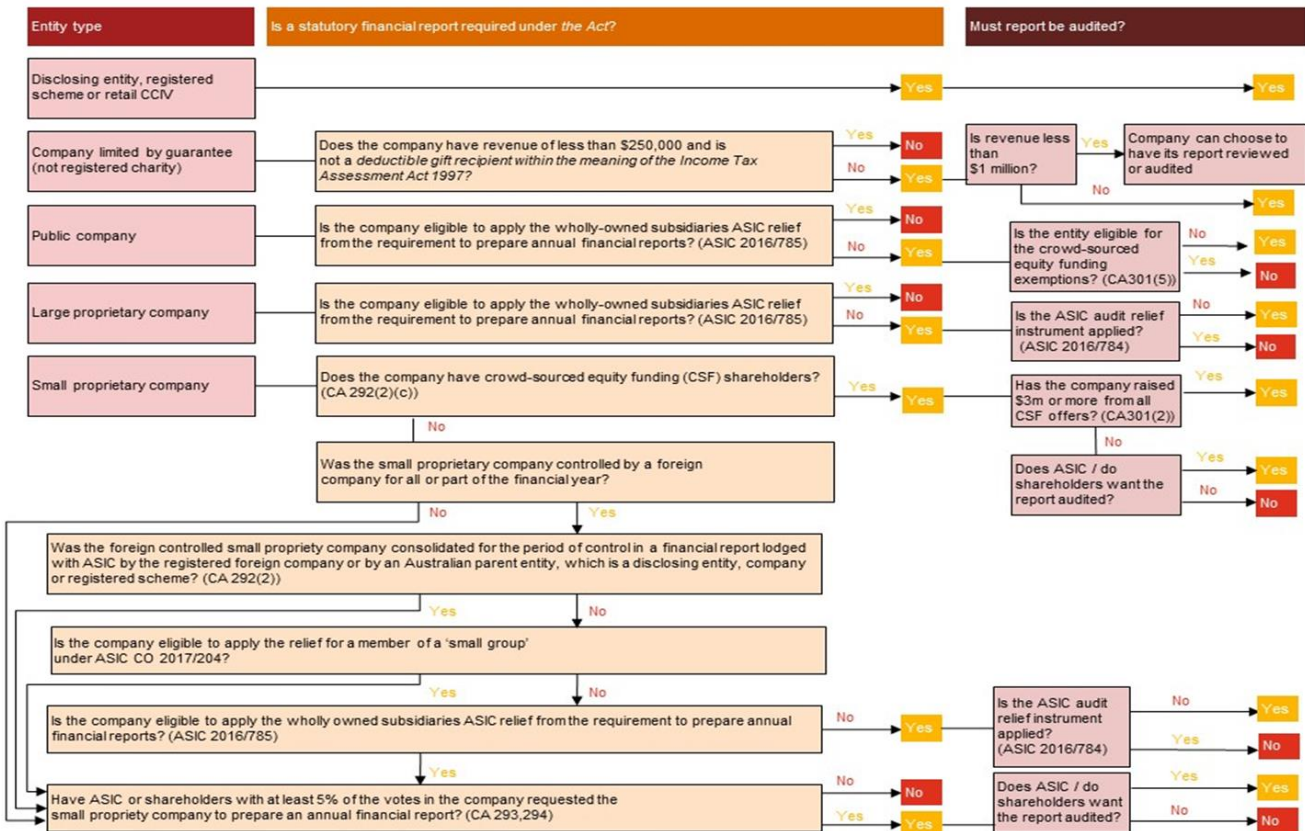 Entity type
Is a statutory financial report required under the Act?
Must report be audited?
Disclosing entity, registered
scheme or retail CCIV
Yes
Yes
Company limited by guarantee
(not registered charity)
Does the company have revenue of less than $250,000 and is
not a deductible gift recipient within the meaning of the Income Tax
Assessment Act 1997?
Yes
No
No
Yes
Is revenue less
than
$1 million?
Yes
Company can choose to
have its report reviewed
or audited
No
Yes
Public company
Is the company eligible to apply the wholly-owned subsidiaries ASIC relief
from the requirement to prepare annual financial reports? (ASIC 2016/785)
Yes
No
No
Yes
Is the entity eligible for
the crowd-sourced
equity funding
exemptions? (CA301(5))
No
Yes
Yes
No
Large proprietary company
Is the company eligible to apply the wholly-owned subsidiaries ASIC relief
from the requirement to prepare annual financial reports? (ASIC 2016/785)
Yes
No
No
Yes
Is the ASIC audit relief
instrument applied?
(ASIC 2016/784)
No
Yes
Yes
No
Small proprietary company
Does the company have crowd-sourced equity funding (CSF) shareholders?
(CA 292(2)(c))
Yes
Yes
Has the company raised
$3m or more from all
CSF offers? (CA301(2))
Yes
Yes
No
No
Was the small proprietary company controlled by a foreign
company for all or part of the financial year?
Does ASIC / do
shareholders want the
report audited?
Yes
Yes
No
No
No
Yes
Was the foreign controlled small propriety company consolidated for the period of control in a financial report lodged
with ASIC by the registered foreign company or by an Australian parent entity, which is a disclosing entity, company
or registered scheme? (CA 292(2))
Yes
No
Is the company eligible to apply the relief for a member of a ‘small group’
under ASIC CO 2017/204?
Yes
No
Is the company eligible to apply the wholly owned subsidiaries ASIC relief from the requirement to prepare annual
financial reports? (ASIC 2016/785)
No
Yes
Is the ASIC audit
relief instrument
applied?
(ASIC 2016/784)
No
Yes
Yes
No
Yes
Have ASIC or shareholders with at least 5% of the votes in the company requested the
small propriety company to prepare an annual financial report? (CA 293,294)
No
No
Yes
Yes
Does ASIC / do
shareholders want
the report audited?
Yes
Yes
No
No